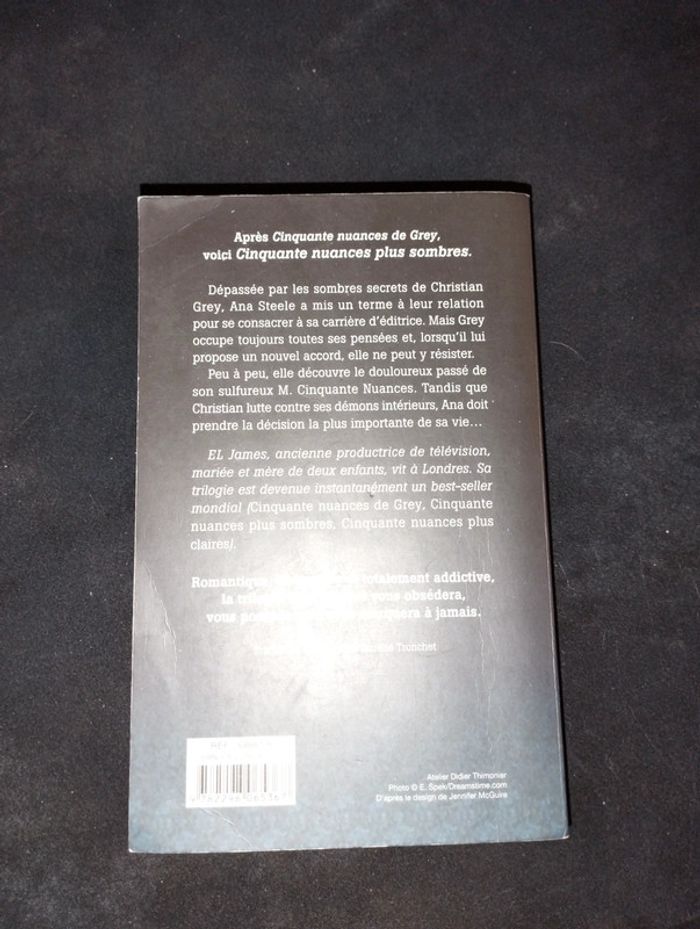 Après Cinquante nuances de Grey,
voici Cinquante nuances plus sombres.
Dépassée par les sombres secrets de Christian
Grey, Ana Steele a mis un terme à leur relation
pour se consacrer à sa carrière d'éditrice. Mais Grey
occupe toujours toutes ses pensées et, lorsqu'il lui
propose un nouvel accord, elle ne peut y résister.
Peu à peu, elle découvre le douloureux passé de
son sulfureux M. Cinquante Nuances. Tandis que
Christian lutte contre ses démons intérieurs, Ana doit
prendre la décision la plus importante de sa vie...
EL James, ancienne productrice de télévision,
mariée et mère de deux enfants, vit à Londres. Sa
trilogie est devenue instantanément un best-seller
mondial (Cinquante nuances de Grey, Cinquante
nuances plus sombres, Cinquante nuances plus
claires).
Romantique, totalement addictive,
la vous obsédera,
vous à jamais.
Tronchet
Atelier Didier Thimonier
Photo © E. Spek/Dreamstime.com
D'après le design de Jennifer McGuire